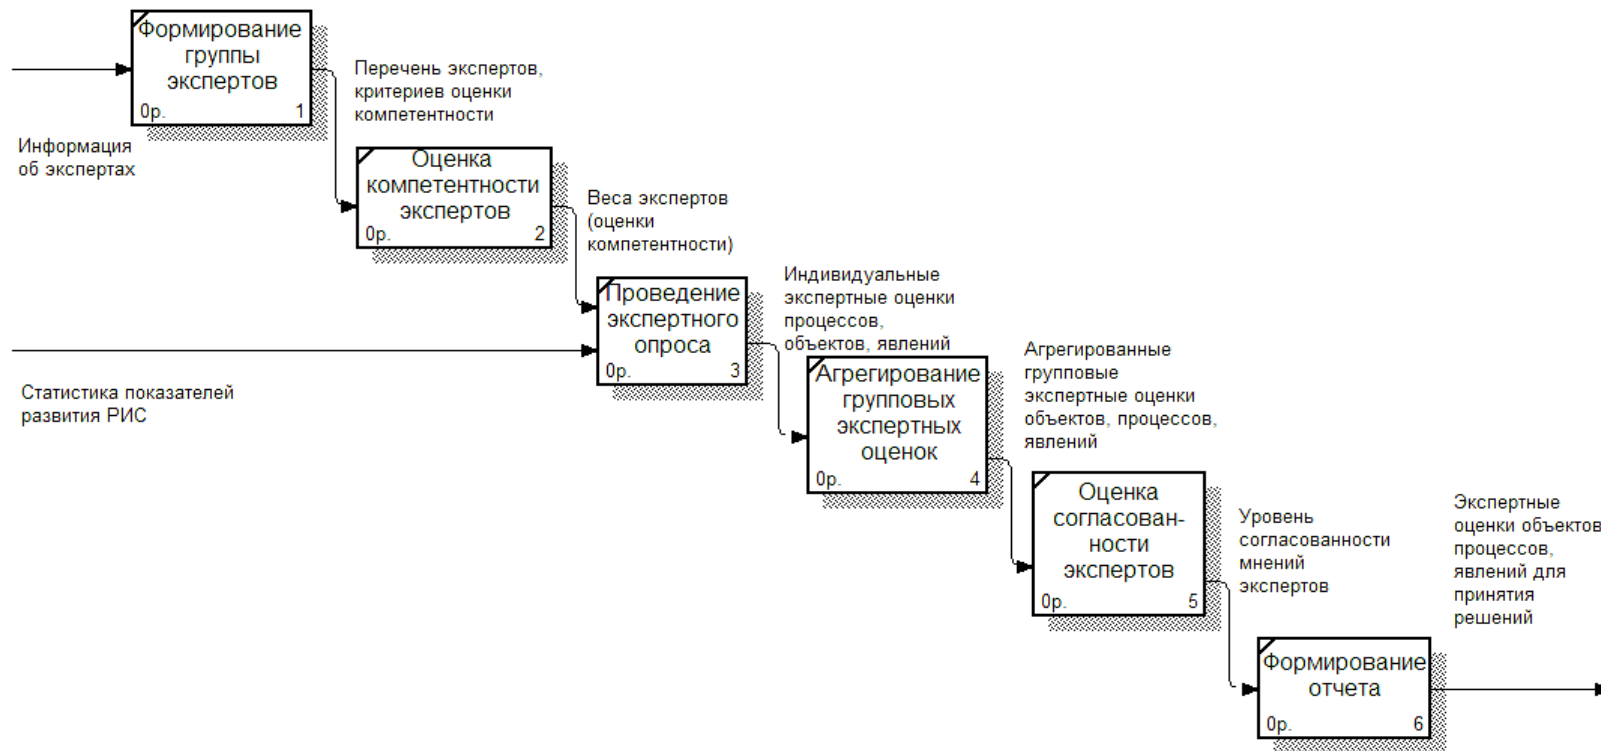 Формирование
группы
экспертов
0р.
1
Информация
об экспертах
Перечень экспертов,
критериев оценки
компетентности
Оценка
компетентности
экспертов
0р.
2
Веса экспертов
(оценки
компетентности)
Проведение
экспертного
опроса
0р.
3
Статистика показателей
развития РИС
Индивидуальные
экспертные оценки
процессов,
объектов, явлений
Агрегирование
групповых
экспертных
оценок
0р.
4
Агрегированные
групповые
экспертные оценки
объектов, процессов,
явлений
Оценка
согласован-
ности
экспертов
0р.
5
Уровень
согласованности
мнений
экспертов
Формирование
отчета
0р.
6
Экспертные
оценки объектов
процессов,
явлений для
принятия
решений